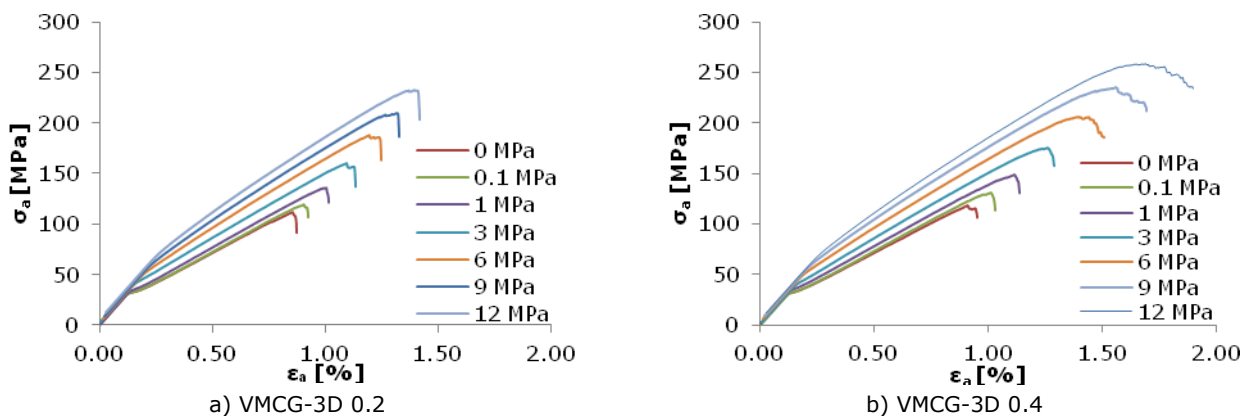 300
250
200
150
100
50
0
σa [MPa]
0.00 0.50 1.00 1.50 2.00
εa [%]
0 MPa
0.1 MPa
1 MPa
3 MPa
6 MPa
9 MPa
12 MPa
a) VMCG-3D 0.2
300
250
200
150
100
50
0
σa [MPa]
0.00 0.50 1.00 1.50 2.00
εa [%]
0 MPa
0.1 MPa
1 MPa
3 MPa
6 MPa
9 MPa
12 MPa
b) VMCG-3D 0.4